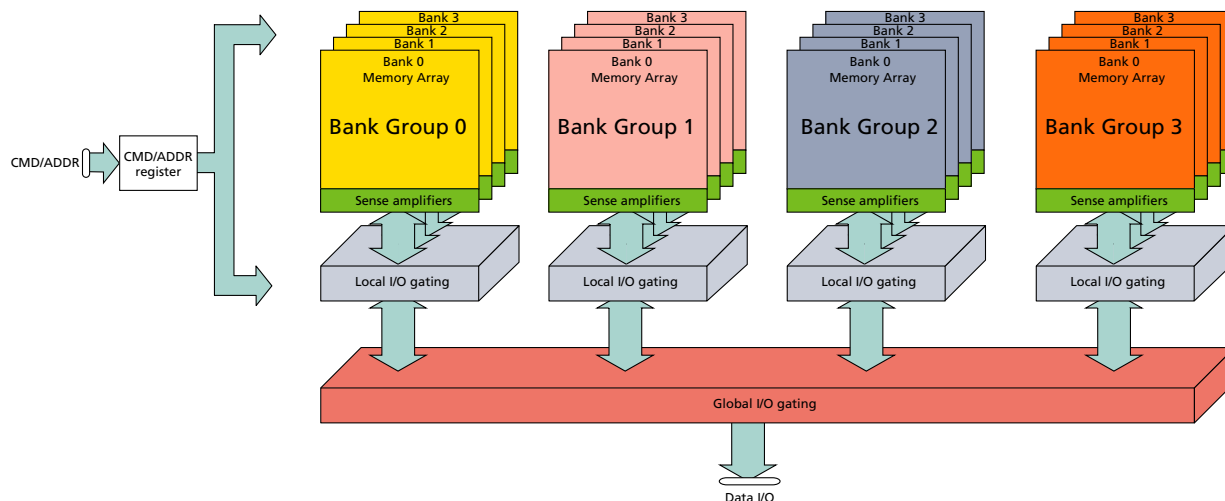 Bank 3
Bank 2
Bank 1
Bank 0
Memory Array
Bank Group 0
Sense amplifiers
Local I/O gating
Bank 3
Bank 2
Bank 1
Bank 0
Memory Array
Bank Group 1
Sense amplifiers
Local I/O gating
Bank 3
Bank 2
Bank 1
Bank 0
Memory Array
Bank Group 2
Sense amplifiers
Local I/O gating
Bank 3
Bank 2
Bank 1
Bank 0
Memory Array
Bank Group 3
Sense amplifiers
Local I/O gating
CMD/ADDR
CMD/ADDR
register
Global I/O gating
Data I/O